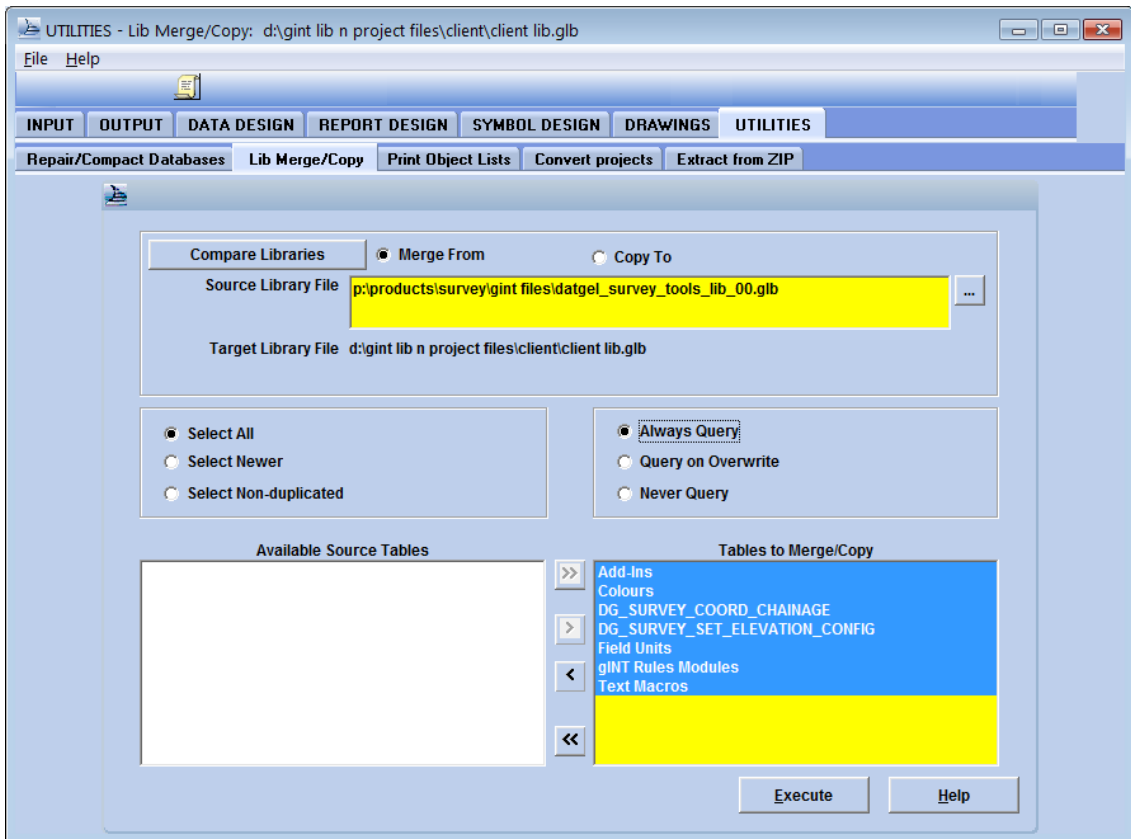 UTILITIES - Lib Merge/Copy: d:\gint lib n project files\client\client lib.glb
File Help
INPUT OUTPUT DATA DESIGN REPORT DESIGN SYMBOL DESIGN DRAWINGS UTILITIES
Repair/Compact Databases Lib Merge/Copy Print Object Lists Convert projects Extract from ZIP
Compare Libraries Merge From Copy To
Source Library File p:\products\survey\gint files\datgel_survey_tools_lib_00.glb ...
Target Library File d:\gint lib n project files\client\client lib.glb
Select All
Select Newer
Select Non-duplicated
Always Query
Query on Overwrite
Never Query
Available Source Tables
>>
>
<
<<
Tables to Merge/Copy
Add-Ins
Colours
DG_SURVEY_COORD_CHAINAGE
DG_SURVEY_SET_ELEVATION_CONFIG
Field Units
gINT Rules Modules
Text Macros
Execute Help